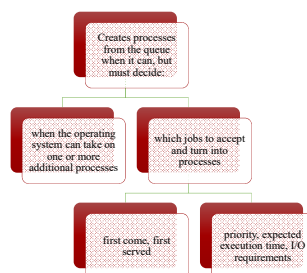 Creates processes
from the queue
when it can, but
must decide:
when the operating
system can take on
one or more
additional processes
which jobs to accept
and turn into
processes
first come, first
served
priority, expected
execution time, I/O
requirements